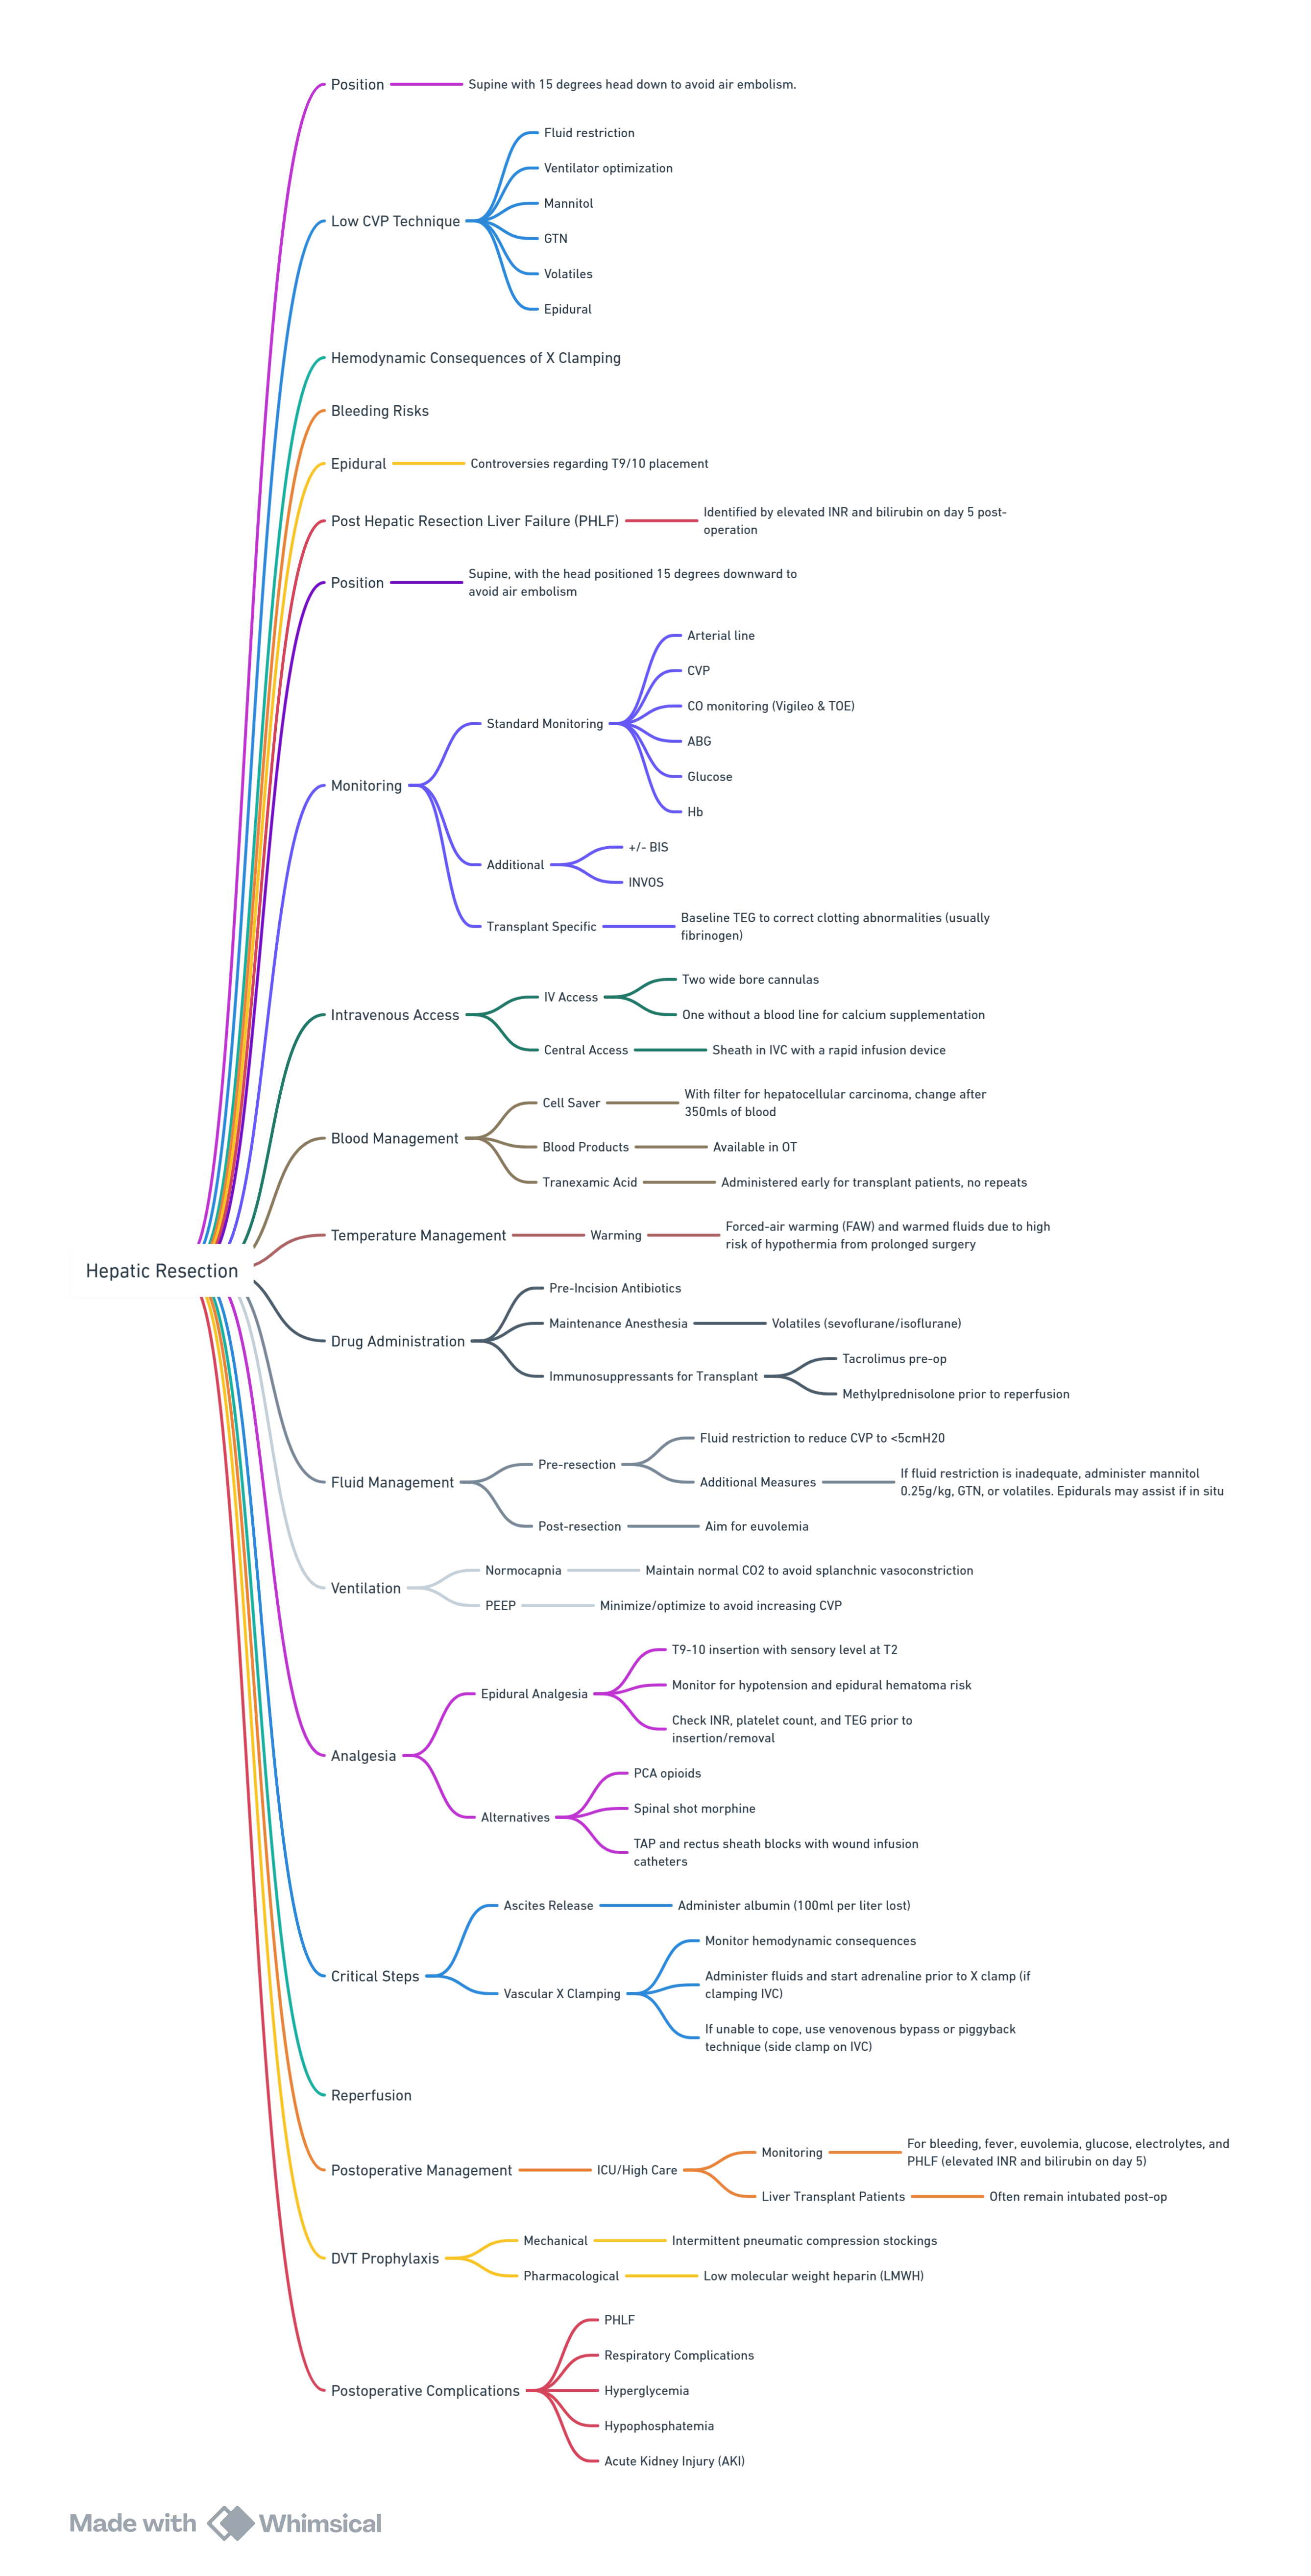 Position
Supine with 15 degrees head down to avoid air embolism.
Low CVP Technique
Fluid restriction
Ventilator optimization
Mannitol
GTN
Volatiles
Epidural
Hemodynamic Consequences of X Clamping
Bleeding Risks
Epidural
Controversies regarding T9/10 placement
Post Hepatic Resection Liver Failure (PHLF)
Identified by elevated INR and bilirubin on day 5 post-
operation
Position
Supine, with the head positioned 15 degrees downward to
avoid air embolism
Monitoring
Standard Monitoring
Arterial line
CVP
CO monitoring (Vigileo & TOE)
ABG
Glucose
Hb
Additional
+/- BIS
INVOS
Transplant Specific
Baseline TEG to correct clotting abnormalities (usually
fibrinogen)
Intravenous Access
IV Access
Two wide bore cannulas
One without a blood line for calcium supplementation
Central Access
Sheath in IVC with a rapid infusion device
Blood Management
Cell Saver
With filter for hepatocellular carcinoma, change after
350mls of blood
Blood Products
Available in OT
Tranexamic Acid
Administered early for transplant patients, no repeats
Temperature Management
Warming
Forced-air warming (FAW) and warmed fluids due to high
risk of hypothermia from prolonged surgery
Hepatic Resection
Drug Administration
Pre-Incision Antibiotics
Maintenance Anesthesia
Volatiles (sevoflurane/isoflurane)
Immunosuppressants for Transplant
Tacrolimus pre-op
Methylprednisolone prior to reperfusion
Fluid Management
Pre-resection
Fluid restriction to reduce CVP to <5cmH20
Additional Measures
If fluid restriction is inadequate, administer mannitol
0.25g/kg, GTN, or volatiles. Epidurals may assist if in situ
Post-resection
Aim for euvolemia
Ventilation
Normocapnia
Maintain normal CO2 to avoid splanchnic vasoconstriction
PEEP
Minimize/optimize to avoid increasing CVP
Analgesia
Epidural Analgesia
T9-10 insertion with sensory level at T2
Monitor for hypotension and epidural hematoma risk
Check INR, platelet count, and TEG prior to
insertion/removal
Alternatives
PCA opioids
Spinal shot morphine
TAP and rectus sheath blocks with wound infusion
catheters
Critical Steps
Ascites Release
Administer albumin (100ml per liter lost)
Vascular X Clamping
Monitor hemodynamic consequences
Administer fluids and start adrenaline prior to X clamp (if
clamping IVC)
If unable to cope, use venovenous bypass or piggyback
technique (side clamp on IVC)
Reperfusion
Postoperative Management
ICU/High Care
Monitoring
For bleeding, fever, euvolemia, glucose, electrolytes, and
PHLF (elevated INR and bilirubin on day 5)
Liver Transplant Patients
Often remain intubated post-op
DVT Prophylaxis
Mechanical
Intermittent pneumatic compression stockings
Pharmacological
Low molecular weight heparin (LMWH)
Postoperative Complications
PHLF
Respiratory Complications
Hyperglycemia
Hypophosphatemia
Acute Kidney Injury (AKI)
Made with Whimsical